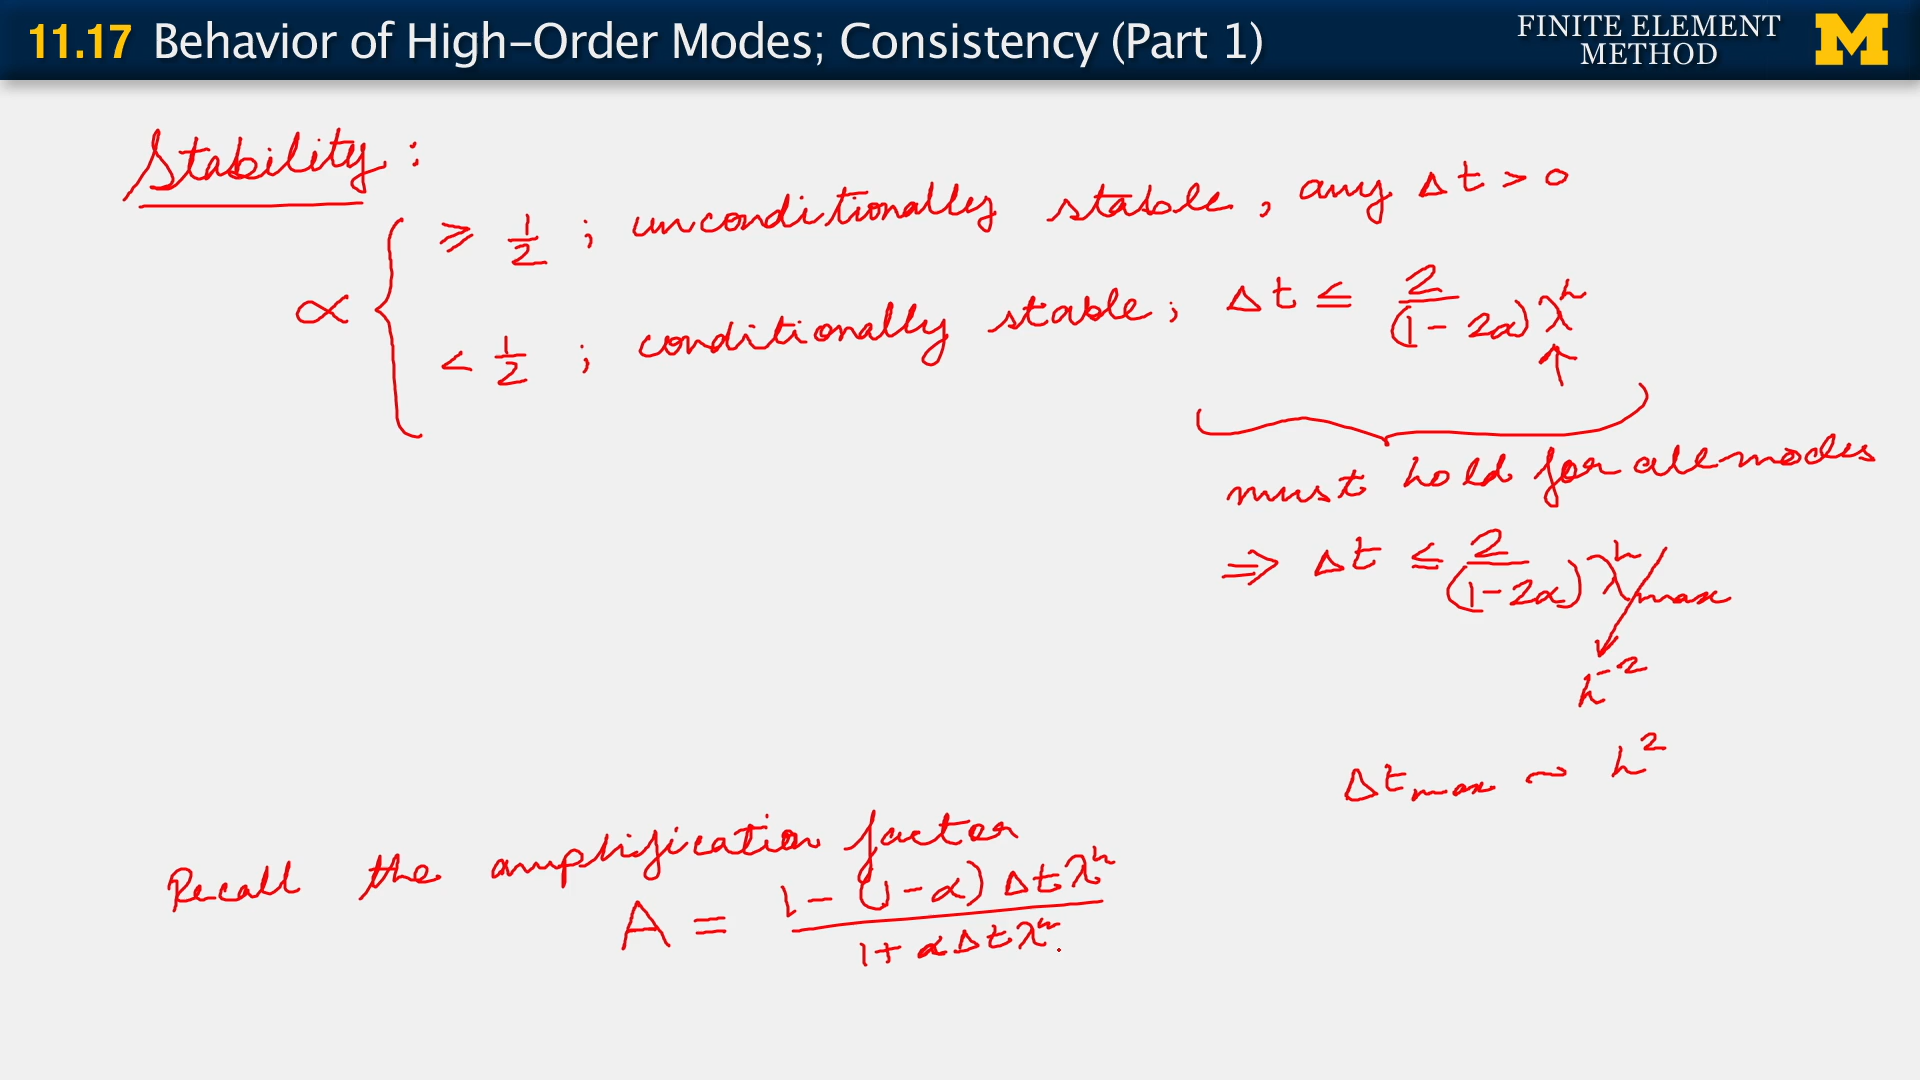 11.17 Behavior of High-Order Modes; Consistency (Part 1)
FINITE ELEMENT
METHOD
M
Stability:
α { ≥ 1/2 ; unconditionally stable, any Δt > 0
< 1/2 ; conditionally stable; Δt ≤ 2/((1 - 2α)λ^h)
↑
must hold for all modes
⇒ Δt ≤ 2/((1-2α) λ^h_max)
h^-2
Δt_max ~ h^2
Recall the amplification factor
A = (1 - (1-α) Δtλ^h)/(1+ αΔtλ^h).